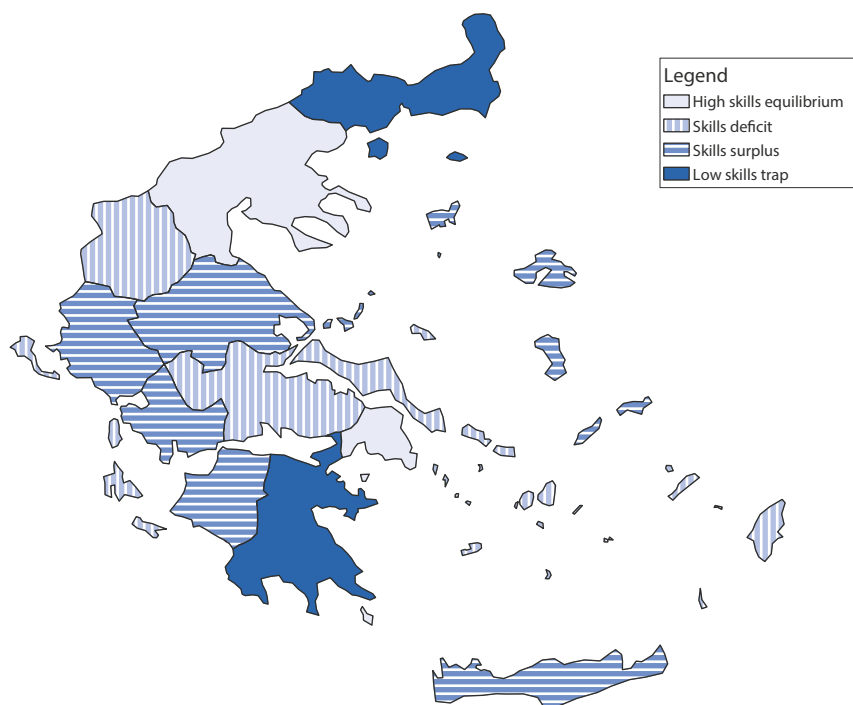 Legend
High skills equilibrium
Skills deficit
Skills surplus
Low skills trap